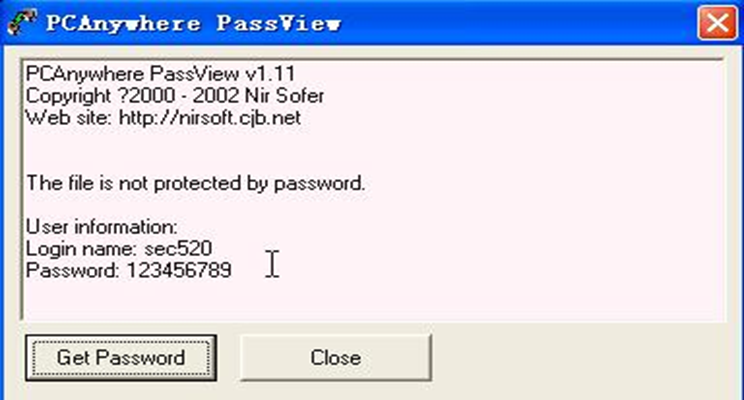 PCAnywhere PassView
PCAnywhere PassView v1.11
Copyright ?2000 - 2002 Nir Sofer
Web site: http://nirsoft.cjb.net
The file is not protected by password.
User information:
Login name: sec520
Password: 123456789
Get Password
Close